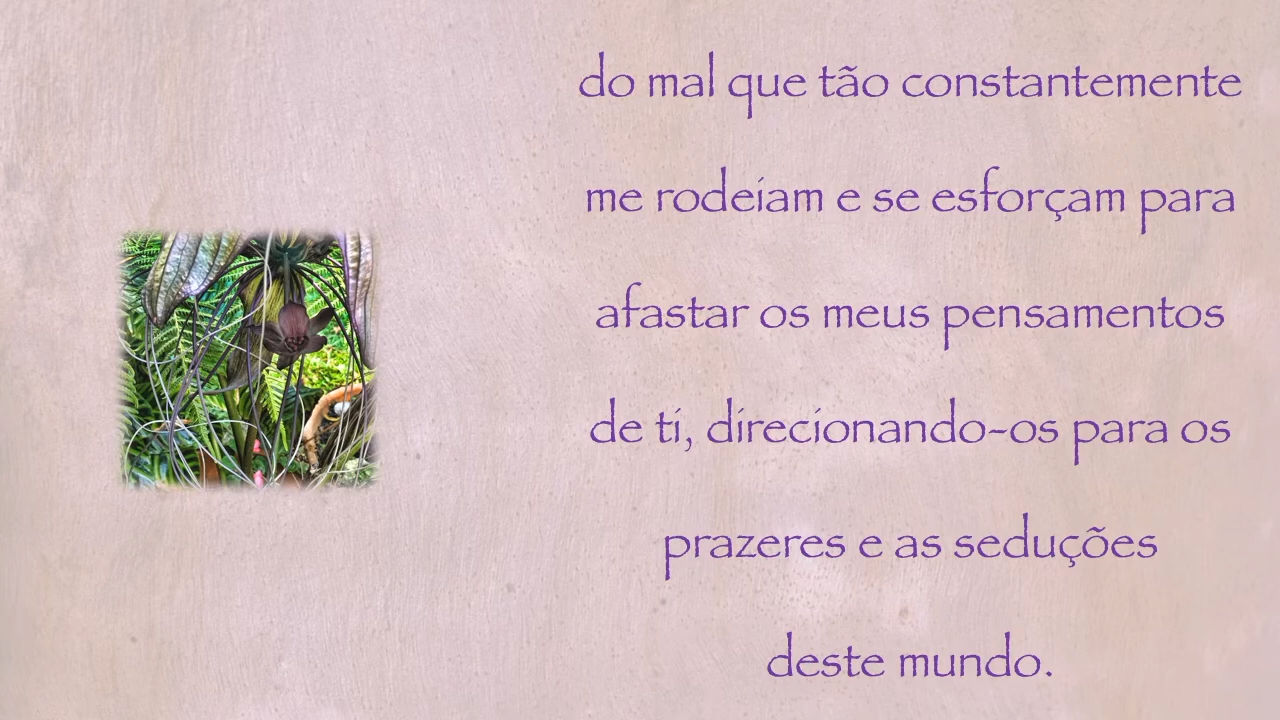 do mal que tão constantemente
me rodeiam e se esforçam para
afastar os meus pensamentos
de ti, direcionando-os para os
prazeres e as seduções
deste mundo.